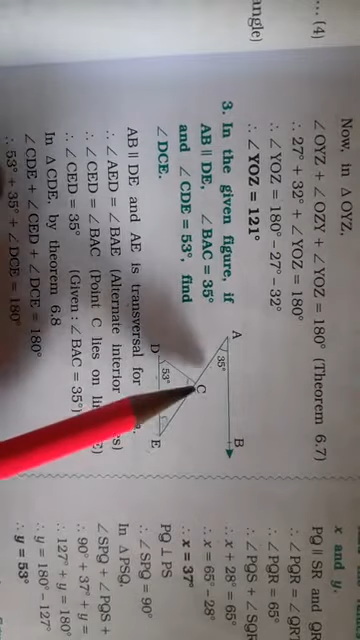 ... (4)
angle)
Now, in Δ OYZ,
∠OYZ + ∠OZY + ∠YOZ = 180° (Theorem 6.7)
∴ 27° + 32° + ∠YOZ = 180°
∴ ∠YOZ = 180° – 27° – 32°
∴ ∠YOZ = 121°
3. In the given figure, if
AB ∥ DE, ∠BAC = 35°
and ∠CDE = 53°, find
∠DCE.
A
B
35°
C
53°
D
E
AB ∥ DE and AE is transversal for
∴ ∠AED = ∠BAE (Alternate interior s)
∴ ∠CED = ∠BAC (Point C lies on E)
∴ ∠CED = 35° (Given : ∠BAC = 35°)
In Δ CDE, by theorem 6.8
∠CDE + ∠CED + ∠DCE = 180°
∴ 53° + 35° + ∠DCE = 180°
x and y.
PQ ∥ SR and
∴ ∠PQR = ∠QR
∴ ∠PQR = 65°
∴ ∠PQS + ∠SQR
∴ x + 28° = 65°
∴ x = 65° – 28°
∴ x = 37°
PQ ⊥ PS
∴ ∠SPQ = 90°
In Δ PSQ,
∠SPQ + ∠PQS +
∴ 90° + 37° + y =
∴ 127° + y = 180°
∴ y = 180° – 127°
∴ y = 53°